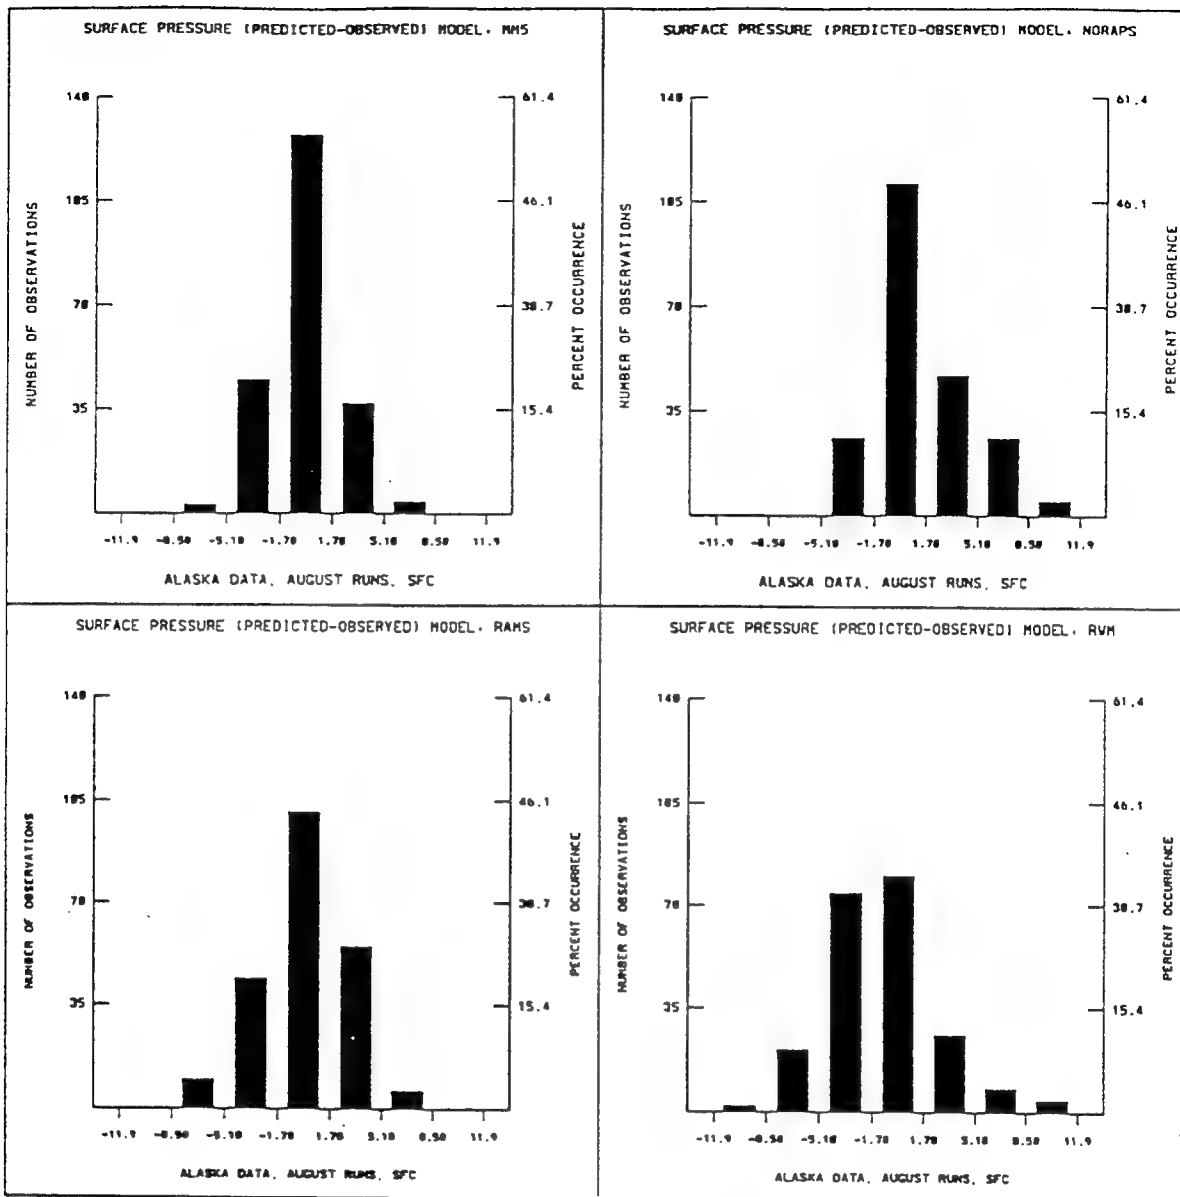 SURFACE PRESSURE (PREDICTED-OBSERVED) MODEL. MM5
140
105
70
35
NUMBER OF OBSERVATIONS
61.4
46.1
30.7
15.4
PERCENT OCCURRENCE
-11.9 -8.50 -5.10 -1.70 1.70 5.10 8.50 11.9
ALASKA DATA. AUGUST RUNS. SFC
SURFACE PRESSURE (PREDICTED-OBSERVED) MODEL. NORAPS
140
105
70
35
NUMBER OF OBSERVATIONS
61.4
46.1
30.7
15.4
PERCENT OCCURRENCE
-11.9 -8.50 -5.10 -1.70 1.70 5.10 8.50 11.9
ALASKA DATA. AUGUST RUNS. SFC
SURFACE PRESSURE (PREDICTED-OBSERVED) MODEL. RAMS
140
105
70
35
NUMBER OF OBSERVATIONS
61.4
46.1
30.7
15.4
PERCENT OCCURRENCE
-11.9 -8.50 -5.10 -1.70 1.70 5.10 8.50 11.9
ALASKA DATA, AUGUST RUNS, SFC
SURFACE PRESSURE (PREDICTED-OBSERVED) MODEL. RWM
140
105
70
35
NUMBER OF OBSERVATIONS
61.4
46.1
30.7
15.4
PERCENT OCCURRENCE
-11.9 -8.50 -5.10 -1.70 1.70 5.10 8.50 11.9
ALASKA DATA, AUGUST RUNS, SFC